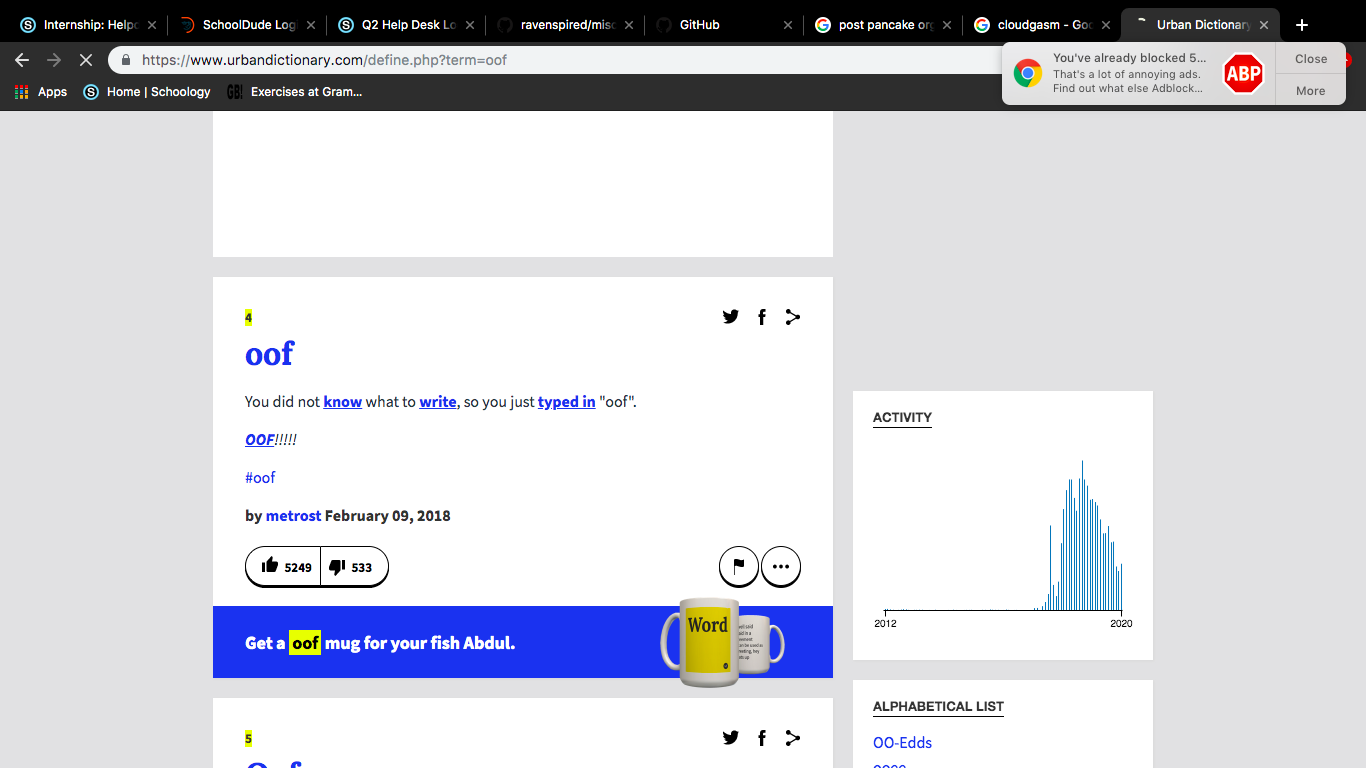 Internship: Helpd
SchoolDude Logi
Q2 Help Desk Lo
ravenspired/misc
GitHub
post pancake org
cloudgasm - Goo
Urban Dictionary
https://www.urbandictionary.com/define.php?term=oof
You've already blocked 5...
That's a lot of annoying ads.
Find out what else Adblock...
ABP
Close
More
Apps
Home | Schoology
GB!
Exercises at Gram...
4
oof
You did not know what to write, so you just typed in "oof".
OOF!!!!!
#oof
by metrost February 09, 2018
5249
533
Get a oof mug for your fish Abdul.
Word
ACTIVITY
2012
2020
ALPHABETICAL LIST
OO-Edds
5